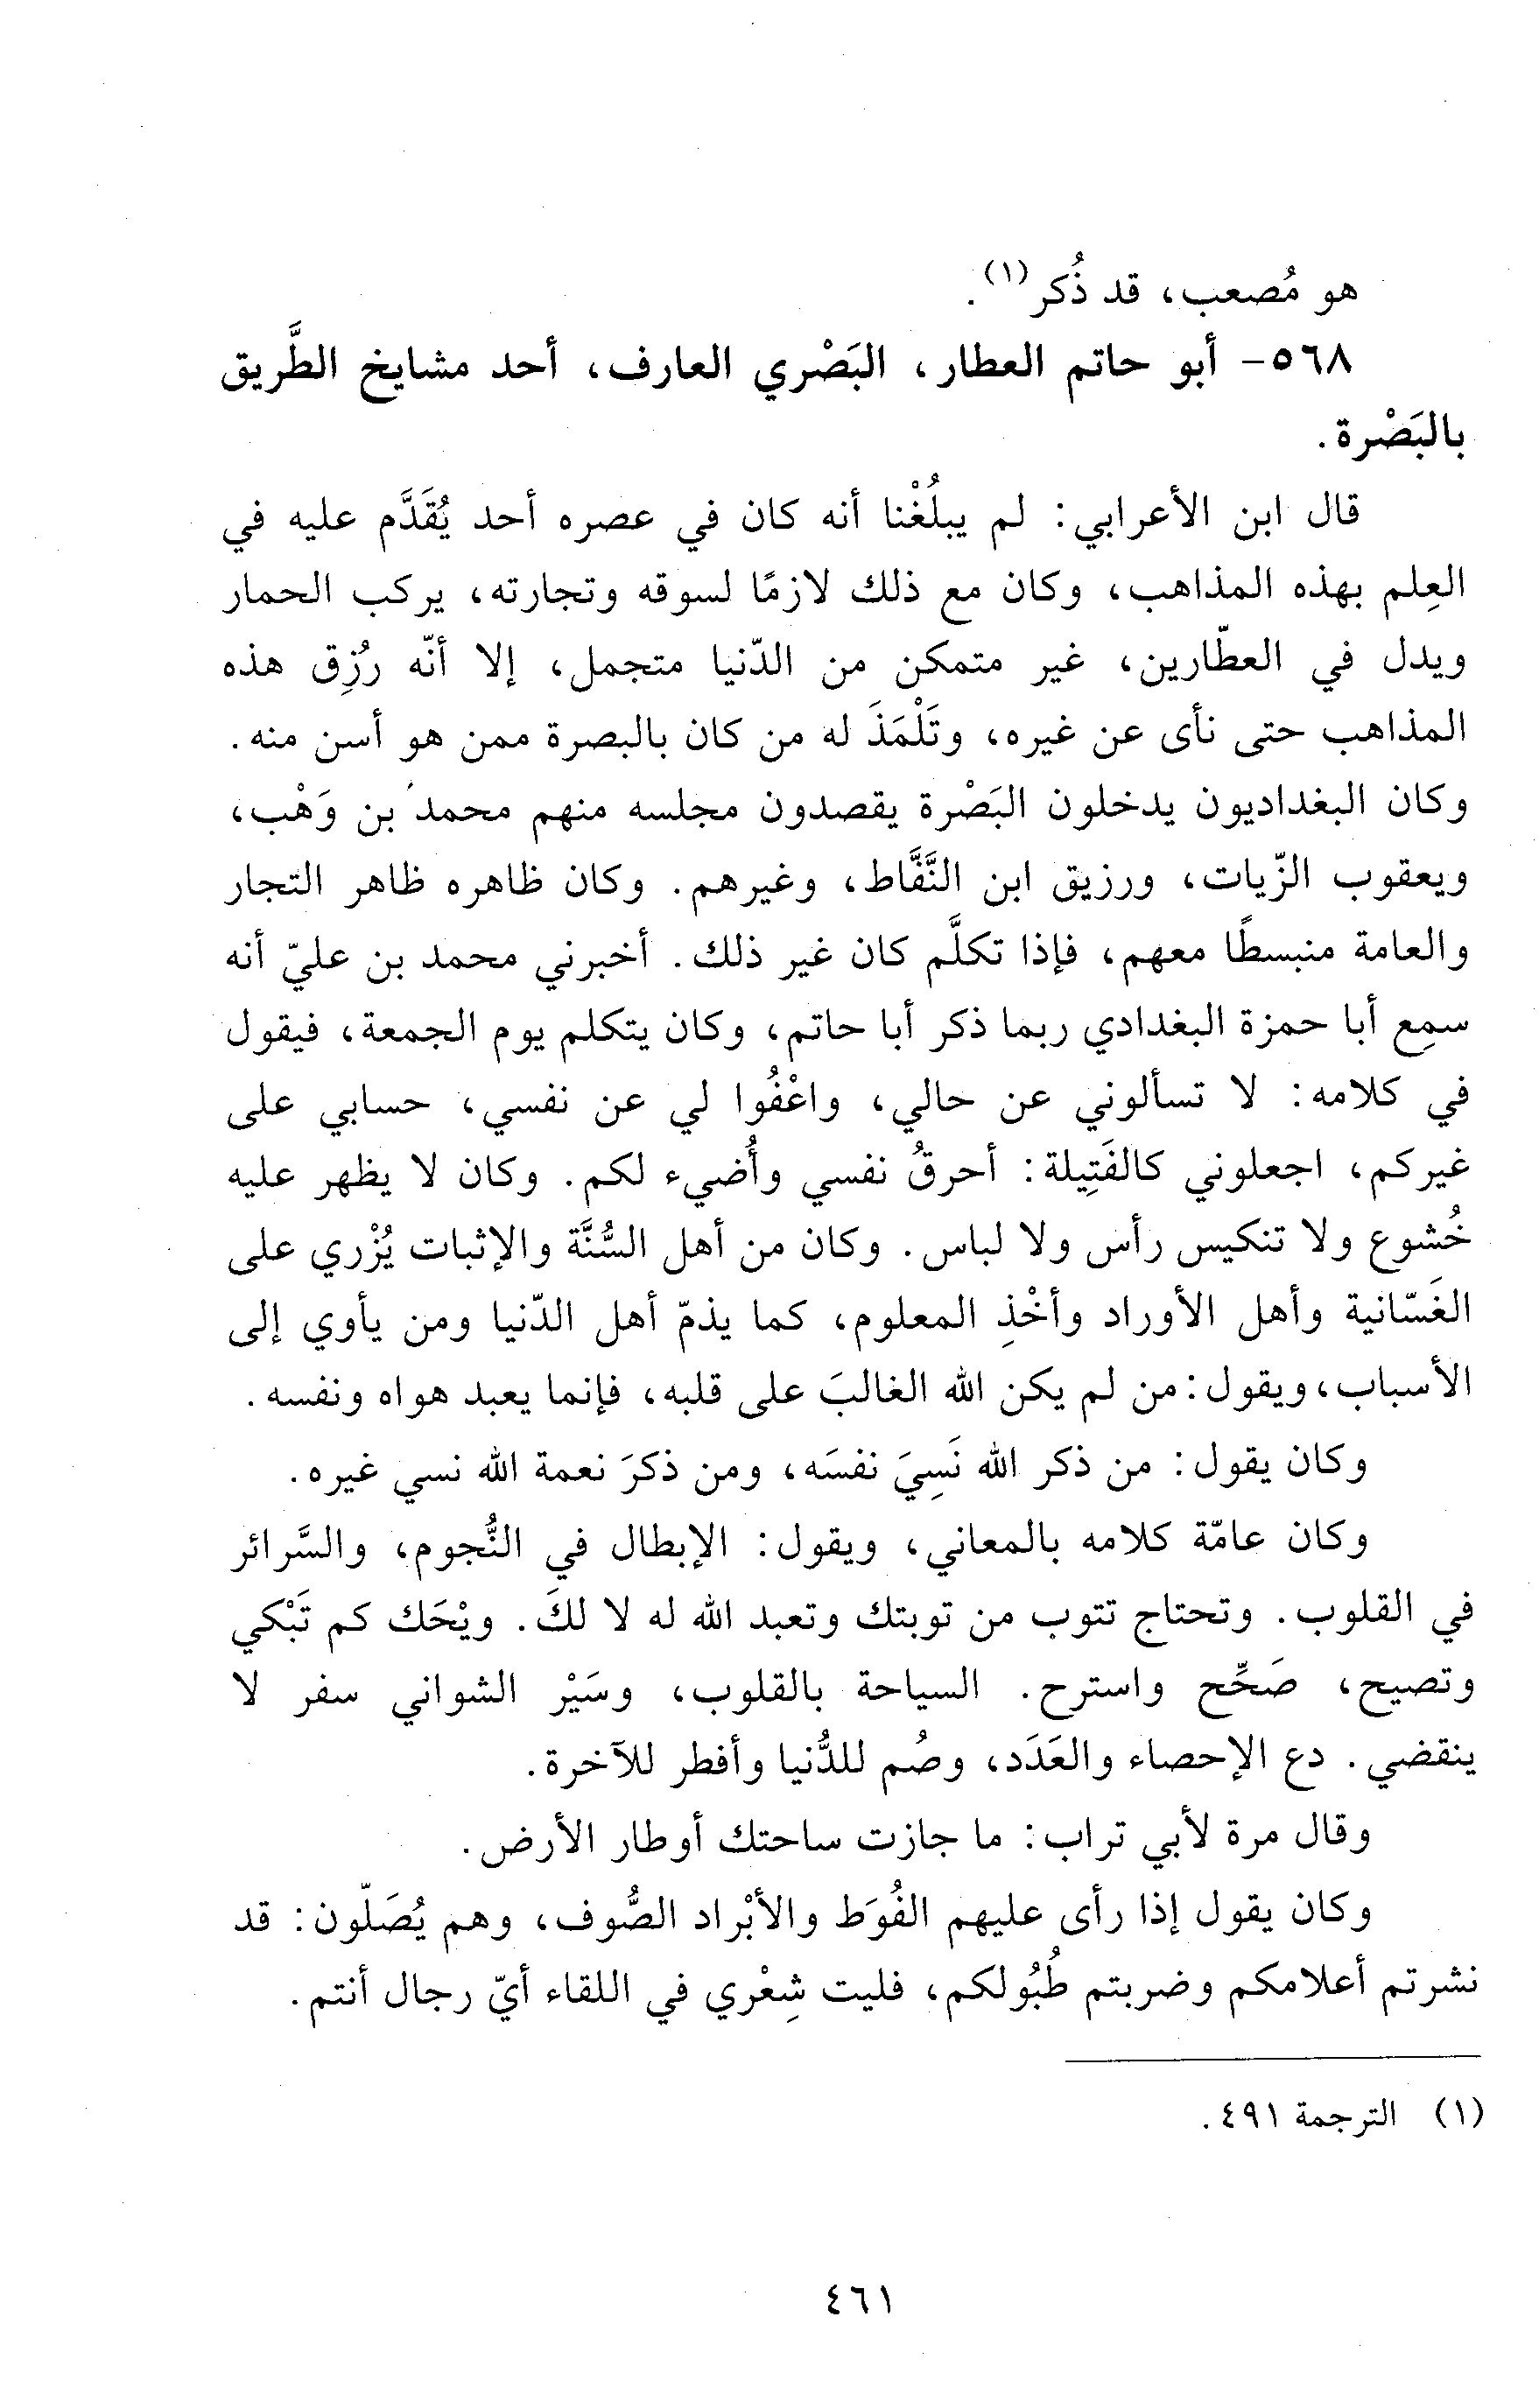 هو مُصعب، قد ذُكر(١).
٥٦٨- أبو حاتم العطار، البَصْري العارف، أحد مشايخ الطَّريق
بالبَصْرة.
قال ابن الأعرابي: لم يبلُغْنا أنه كان في عصره أحد يُقَدَّم عليه في
العِلم بهذه المذاهب، وكان مع ذلك لازمًا لسوقه وتجارته، يركب الحمار
ويدل في العطّارين، غير متمكن من الدّنيا متجمل، إلا أنّه رُزِق هذه
المذاهب حتى نأى عن غيره، وتَلْمَذَ له من كان بالبصرة ممن هو أسن منه.
وكان البغداديون يدخلون البَصْرة يقصدون مجلسه منهم محمد بن وَهْب،
ويعقوب الزّيات، ورزيق ابن النَّفَّاط، وغيرهم. وكان ظاهره ظاهر التجار
والعامة منبسطًا معهم، فإذا تكلَّم كان غير ذلك. أخبرني محمد بن عليّ أنه
سمِع أبا حمزة البغدادي ربما ذكر أبا حاتم، وكان يتكلم يوم الجمعة، فيقول
في كلامه: لا تسألوني عن حالي، واعْفُوا لي عن نفسي، حسابي على
غيركم، اجعلوني كالفَتِيلة: أحرقُ نفسي وأُضيء لكم. وكان لا يظهر عليه
خُشوع ولا تنكيس رأس ولا لباس. وكان من أهل السُّنَّة والإثبات يُزْري على
الغَسّانية وأهل الأوراد وأخْذِ المعلوم، كما يذمّ أهل الدّنيا ومن يأوي إلى
الأسباب، ويقول: من لم يكن الله الغالبَ على قلبه، فإنما يعبد هواه ونفسه.
وكان يقول: من ذكر الله نَسِيَ نفسَه، ومن ذكرَ نعمة الله نسي غيره.
وكان عامّة كلامه بالمعاني، ويقول: الإبطال في النُّجوم، والسَّرائر
في القلوب. وتحتاج تتوب من توبتك وتعبد الله له لا لكَ. ويْحَك كم تَبْكي
وتصيح، صَحِّح واسترح. السياحة بالقلوب، وسَيْر الشواني سفر لا
ينقضي. دع الإحصاء والعَدَد، وصُم للدُّنيا وأفطر للآخرة.
وقال مرة لأبي تراب: ما جازت ساحتك أوطار الأرض.
وكان يقول إذا رأى عليهم الفُوَط والأبْراد الصُّوف، وهم يُصَلّون: قد
نشرتم أعلامكم وضربتم طُبُولكم، فليت شِعْري في اللقاء أيّ رجال أنتم.
(١) الترجمة ٤٩١.
٤٦١